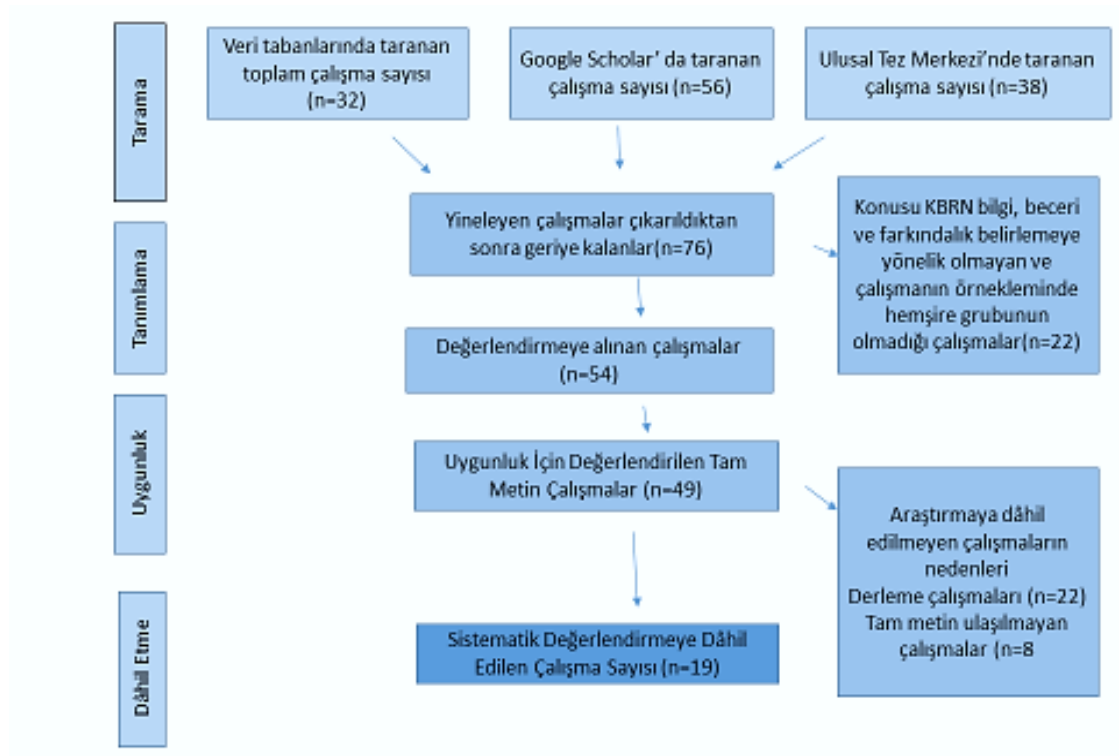 Tarama
Veri tabanlarında taranan
toplam çalışma sayısı
(n=32)
Google Scholar' da taranan
çalışma sayısı (n=56)
Ulusal Tez Merkezi'nde taranan
çalışma sayısı (n=38)
Tanımlama
Yineleyen çalışmalar çıkarıldıktan
sonra geriye kalanlar(n=76)
Konusu KBRN bilgi, beceri
ve farkındalık belirlemeye
yönelik olmayan ve
çalışmanın örnekleminde
hemşire grubunun
olmadığı çalışmalar(n=22)
Değerlendirmeye alınan çalışmalar
(n=54)
Uygunluk
Uygunluk İçin Değerlendirilen Tam
Metin Çalışmalar (n=49)
Araştırmaya dâhil
edilmeyen çalışmaların
nedenleri
Derleme çalışmaları (n=22)
Tam metin ulaşılmayan
çalışmalar (n=8
Dâhil Etme
Sistematik Değerlendirmeye Dâhil
Edilen Çalışma Sayısı (n=19)